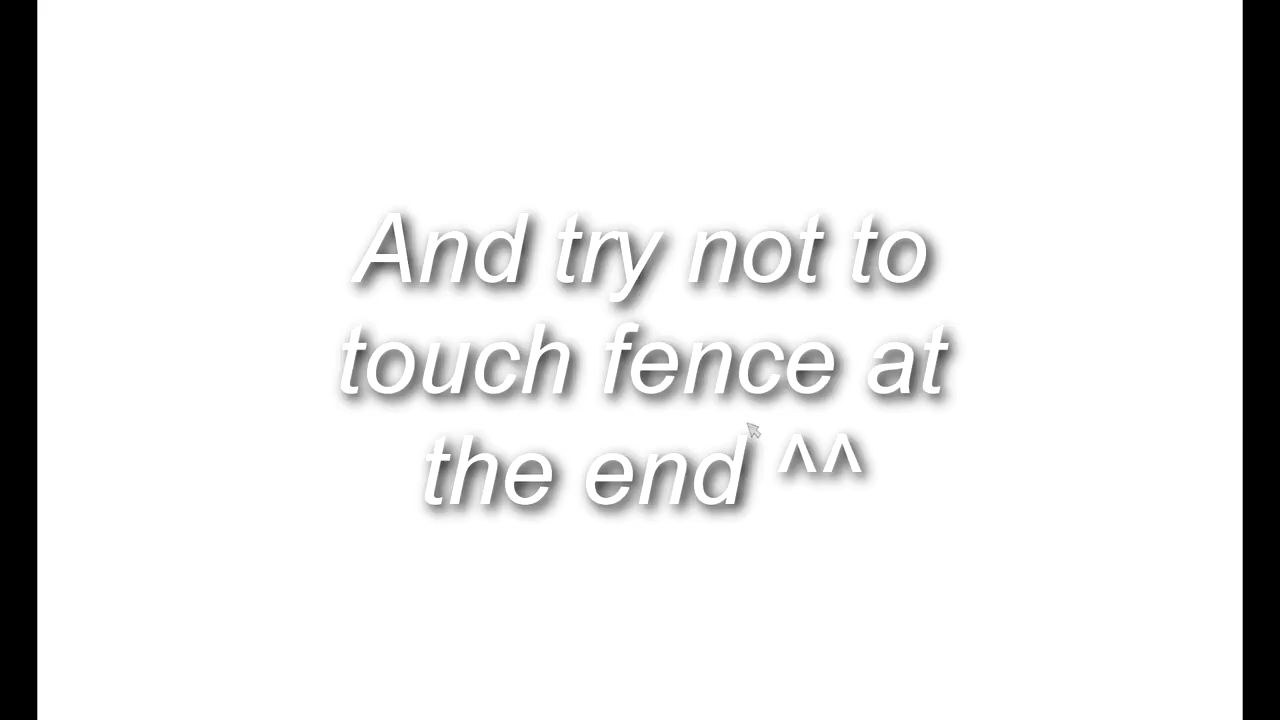 And try not to
touch fence at
the end ^^